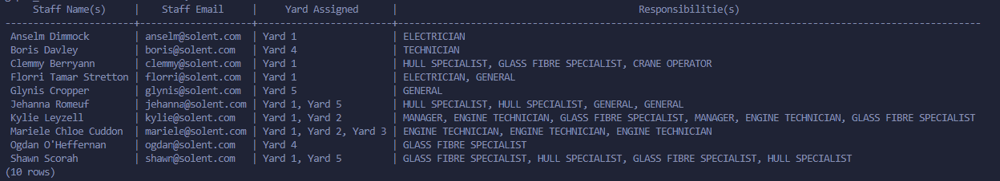 Staff Name(s) | Staff Email | Yard Assigned | Responsibilitie(s)
----------------------+--------------------+------------------------+----------------------------------------------------------------------------------------------------
Anselm Dimmock | anselm@solent.com | Yard 1 | ELECTRICIAN
Boris Davley | boris@solent.com | Yard 4 | TECHNICIAN
Clemmy Berryann | clemmy@solent.com | Yard 1 | HULL SPECIALIST, GLASS FIBRE SPECIALIST, CRANE OPERATOR
Florri Tamar Stretton | florri@solent.com | Yard 1 | ELECTRICIAN, GENERAL
Glynis Cropper | glynis@solent.com | Yard 5 | GENERAL
Jehanna Romeuf | jehanna@solent.com | Yard 1, Yard 5 | HULL SPECIALIST, HULL SPECIALIST, GENERAL, GENERAL
Kylie Leyzell | kylie@solent.com | Yard 1, Yard 2 | MANAGER, ENGINE TECHNICIAN, GLASS FIBRE SPECIALIST, MANAGER, ENGINE TECHNICIAN, GLASS FIBRE SPECIALIST
Mariele Chloe Cuddon | mariele@solent.com | Yard 1, Yard 2, Yard 3 | ENGINE TECHNICIAN, ENGINE TECHNICIAN, ENGINE TECHNICIAN
Ogdan O'Heffernan | ogdan@solent.com | Yard 4 | GLASS FIBRE SPECIALIST
Shawn Scorah | shawn@solent.com | Yard 1, Yard 5 | GLASS FIBRE SPECIALIST, HULL SPECIALIST, GLASS FIBRE SPECIALIST, HULL SPECIALIST
(10 rows)